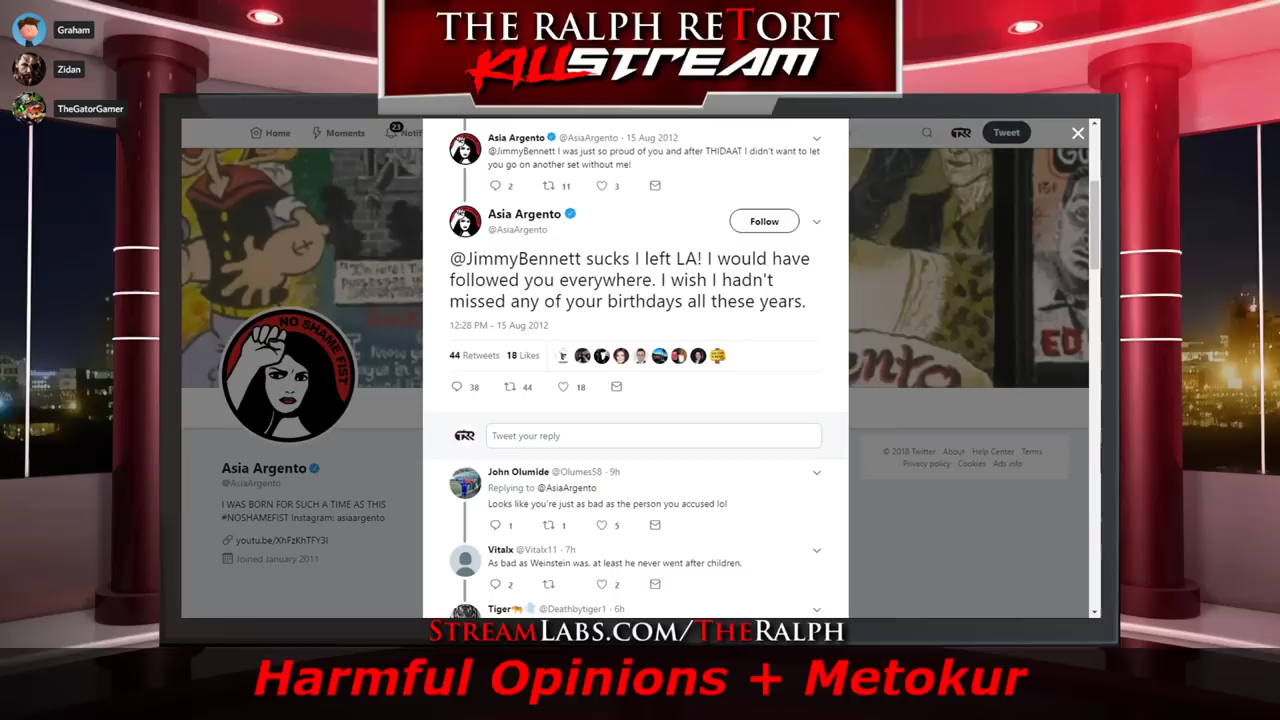 Graham
Zidan
TheGatorGamer
THE RALPH RETORT
KILLSTREAM
Home Moments 23 Notif
Tweet
Asia Argento @AsiaArgento · 15 Aug 2012
@JimmyBennett I was just so proud of you and after THIDAAT I didn't want to let
you go on another set without me!
2 11 3
Asia Argento
@AsiaArgento
Follow
@JimmyBennett sucks I left LA! I would have
followed you everywhere. I wish I hadn't
missed any of your birthdays all these years.
12:28 PM - 15 Aug 2012
44 Retweets 18 Likes
38 44 18
TRR Tweet your reply
John Olumide @Olumes58 · 9h
Replying to @AsiaArgento
Looks like you're just as bad as the person you accused lol
1 1 5
Vitalx @Vitalx11 · 7h
As bad as Weinstein was. at least he never went after children.
2 2
Tiger @Deathbytiger1 · 6h
NO SHAME FIST
Asia Argento
@AsiaArgento
I WAS BORN FOR SUCH A TIME AS THIS
#NOSHAMEFIST Instagram: asiaargento
youtu.be/XhFzKhTFY3I
Joined January 2011
© 2018 Twitter About Help Center Terms
Privacy policy Cookies Ads info
ED
STREAMLABS.COM/THERALPH
Harmful Opinions + Metokur